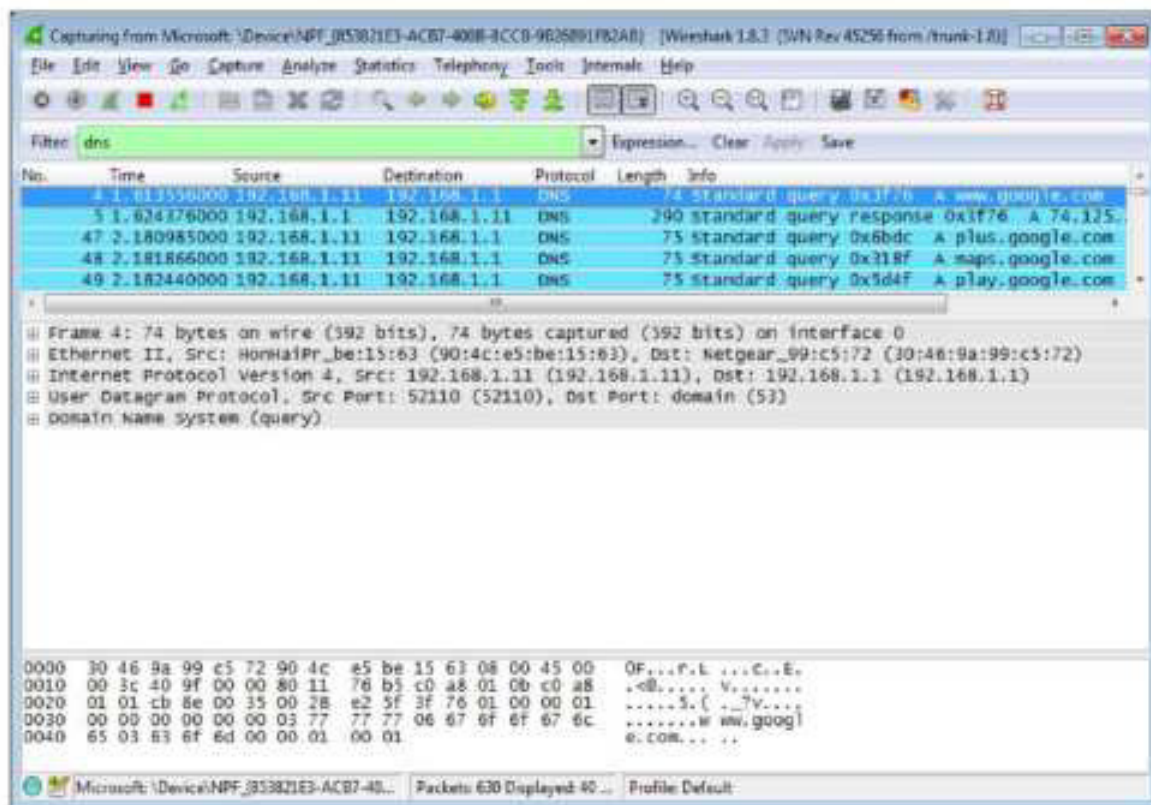 Capturing from Microsoft: \Device\NPF_{853821E3-ACB7-400B-8CCB-9B26B91FB2AB} [Wireshark 1.8.3 (SVN Rev 45256 from /trunk-1.8)]
File Edit View Go Capture Analyze Statistics Telephony Tools Internals Help
Filter: dns Expression... Clear Apply Save
No. Time Source Destination Protocol Length Info
4 1.613556000 192.168.1.11 192.168.1.1 DNS 74 Standard query 0x3f76 A www.google.com
5 1.624376000 192.168.1.1 192.168.1.11 DNS 290 Standard query response 0x3f76 A 74.125.
47 2.180985000 192.168.1.11 192.168.1.1 DNS 75 Standard query 0x6bdc A plus.google.com
48 2.181866000 192.168.1.11 192.168.1.1 DNS 75 Standard query 0x318f A maps.google.com
49 2.182440000 192.168.1.11 192.168.1.1 DNS 75 Standard query 0x5d4f A play.google.com
Frame 4: 74 bytes on wire (592 bits), 74 bytes captured (592 bits) on interface 0
Ethernet II, Src: HonHaiPr_be:15:63 (90:4c:e5:be:15:63), Dst: Netgear_99:c5:72 (30:46:9a:99:c5:72)
Internet Protocol Version 4, Src: 192.168.1.11 (192.168.1.11), Dst: 192.168.1.1 (192.168.1.1)
User Datagram Protocol, Src Port: 52110 (52110), Dst Port: domain (53)
Domain Name System (query)
0000 30 46 9a 99 c5 72 90 4c e5 be 15 63 08 00 45 00 0F...r.L ...c..E.
0010 00 3c 40 9f 00 00 80 11 76 b5 c0 a8 01 0b c0 a8 .<@..... v.......
0020 01 01 cb 8e 00 35 00 28 e2 5f 3f 76 01 00 00 01 .....5.( ._?v....
0030 00 00 00 00 00 00 03 77 77 77 06 67 6f 6f 67 6c .......w ww.googl
0040 65 03 63 6f 6d 00 00 01 00 01 e.com... ..
Microsoft: \Device\NPF_{853821E3-ACB7-40... Packets: 630 Displayed: 40 ... Profile: Default